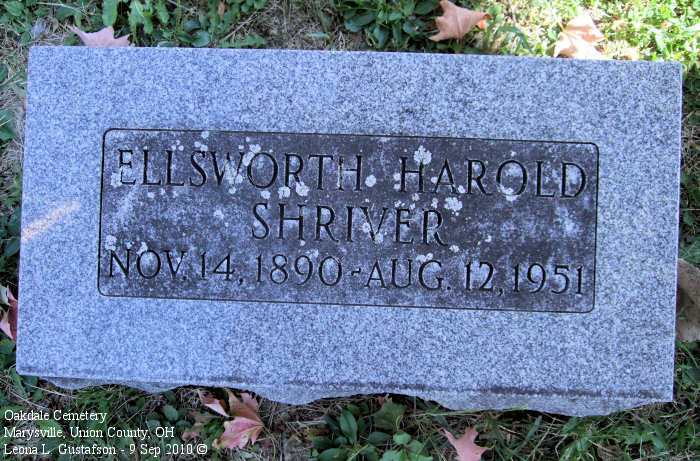 ELLSWORTH HAROLD
SHRIVER
NOV. 14, 1890 - AUG. 12, 1951
Oakdale Cemetery
Marysville, Union County, OH
Leona L. Gustafson - 9 Sep 2010 ©